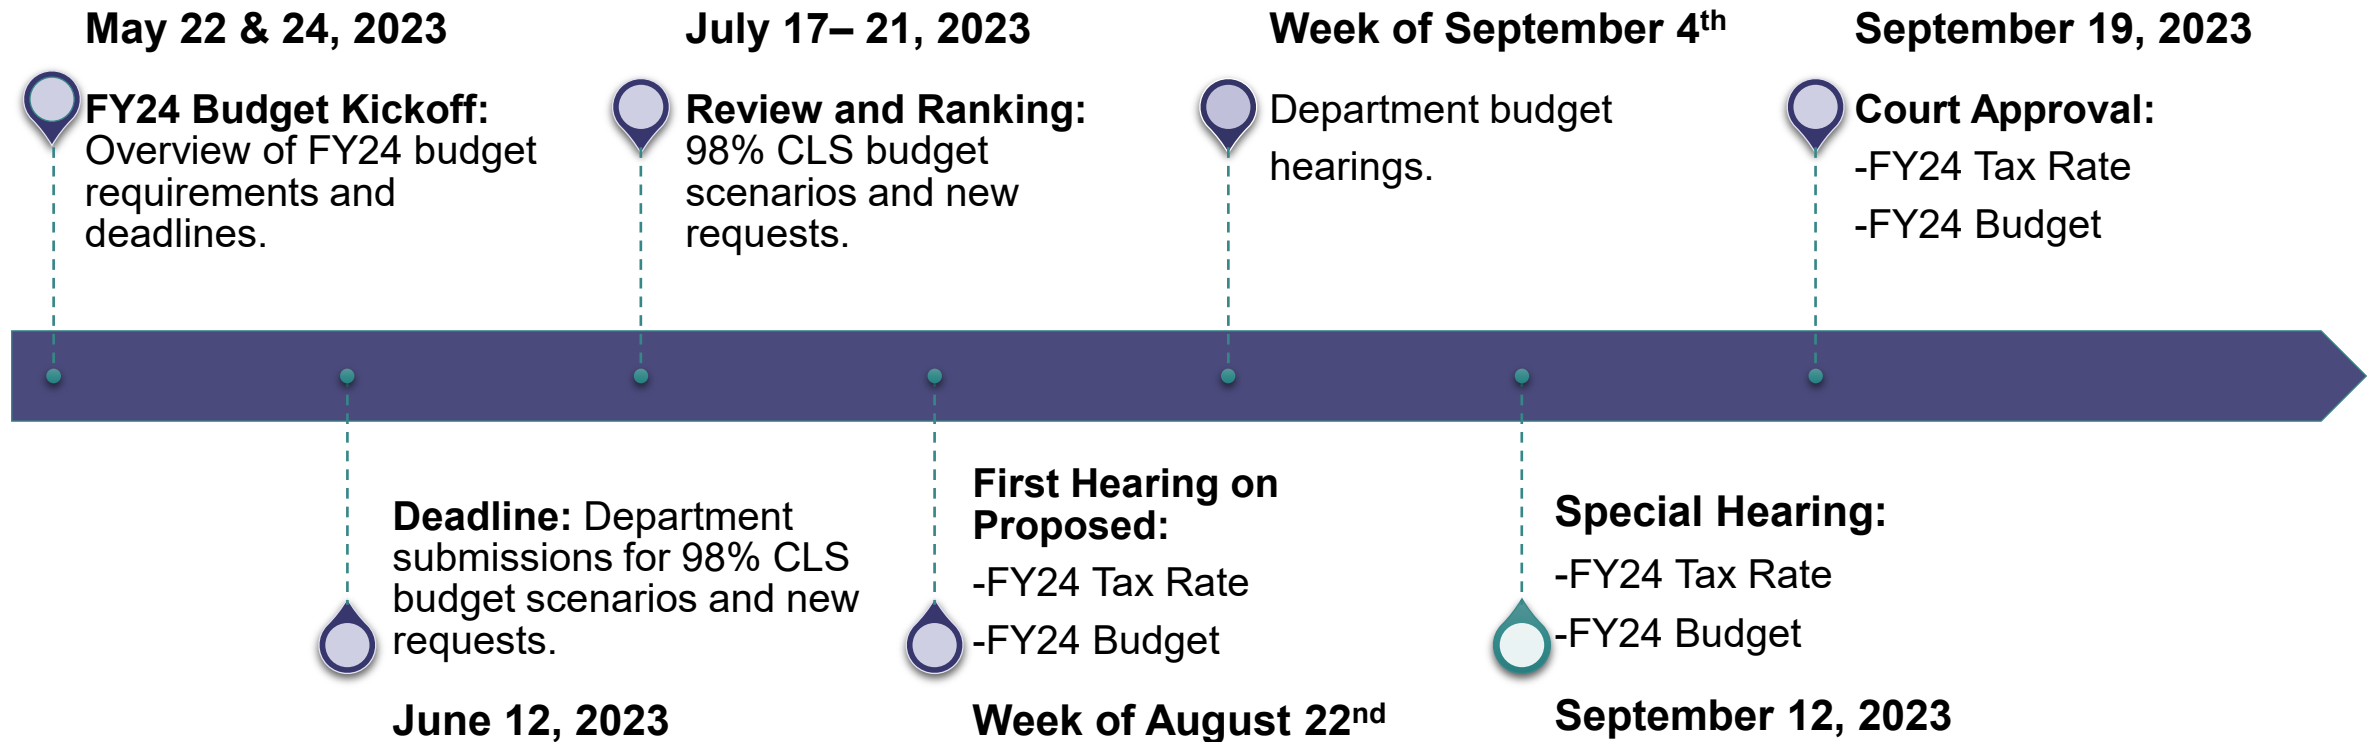 May 22 & 24, 2023
FY24 Budget Kickoff:
Overview of FY24 budget
requirements and
deadlines.
Deadline: Department
submissions for 98% CLS
budget scenarios and new
requests.
June 12, 2023
July 17– 21, 2023
Review and Ranking:
98% CLS budget
scenarios and new
requests.
First Hearing on
Proposed:
-FY24 Tax Rate
-FY24 Budget
Week of August 22nd
Week of September 4th
Department budget
hearings.
Special Hearing:
-FY24 Tax Rate
-FY24 Budget
September 12, 2023
September 19, 2023
Court Approval:
-FY24 Tax Rate
-FY24 Budget